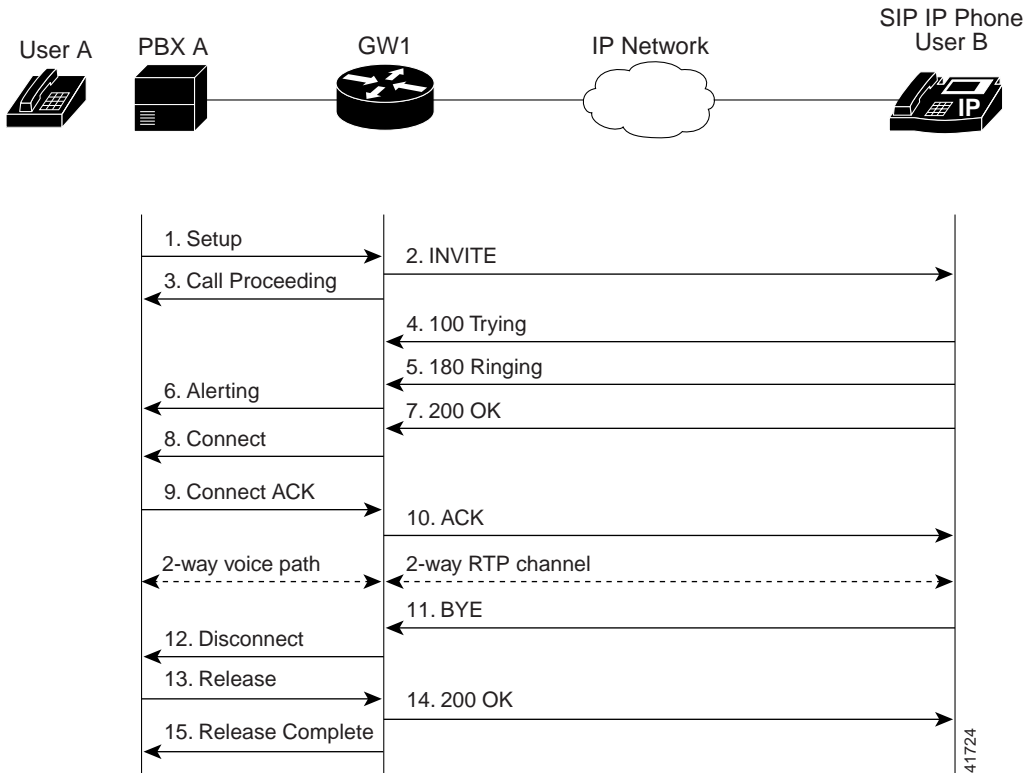 User A
PBX A
GW1
IP Network
SIP IP Phone
User B
IP
1. Setup
2. INVITE
3. Call Proceeding
4. 100 Trying
5. 180 Ringing
6. Alerting
7. 200 OK
8. Connect
9. Connect ACK
10. ACK
2-way voice path
2-way RTP channel
11. BYE
12. Disconnect
13. Release
14. 200 OK
15. Release Complete
41724